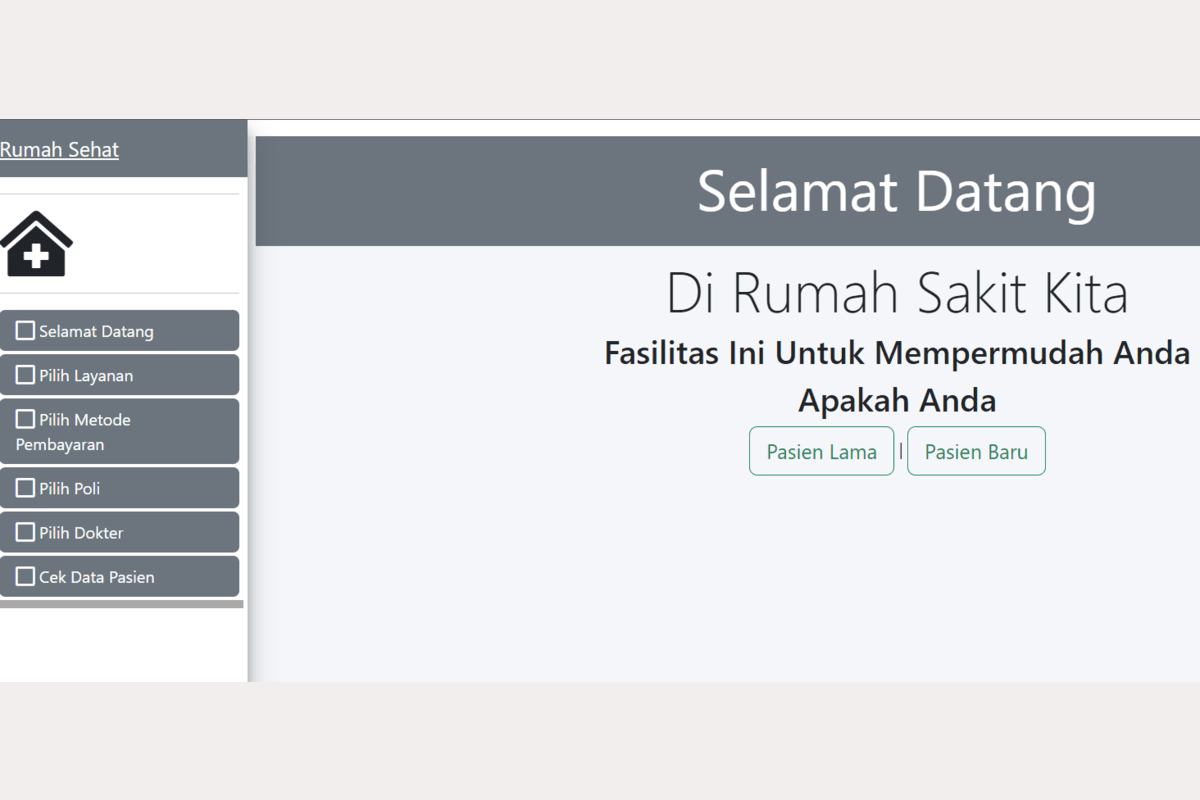 Rumah Sehat
Selamat Datang
Pilih Layanan
Pilih Metode
Pembayaran
Pilih Poli
Pilih Dokter
Cek Data Pasien
Selamat Datang
Di Rumah Sakit Kita
Fasilitas Ini Untuk Mempermudah Anda
Apakah Anda
Pasien Lama | Pasien Baru